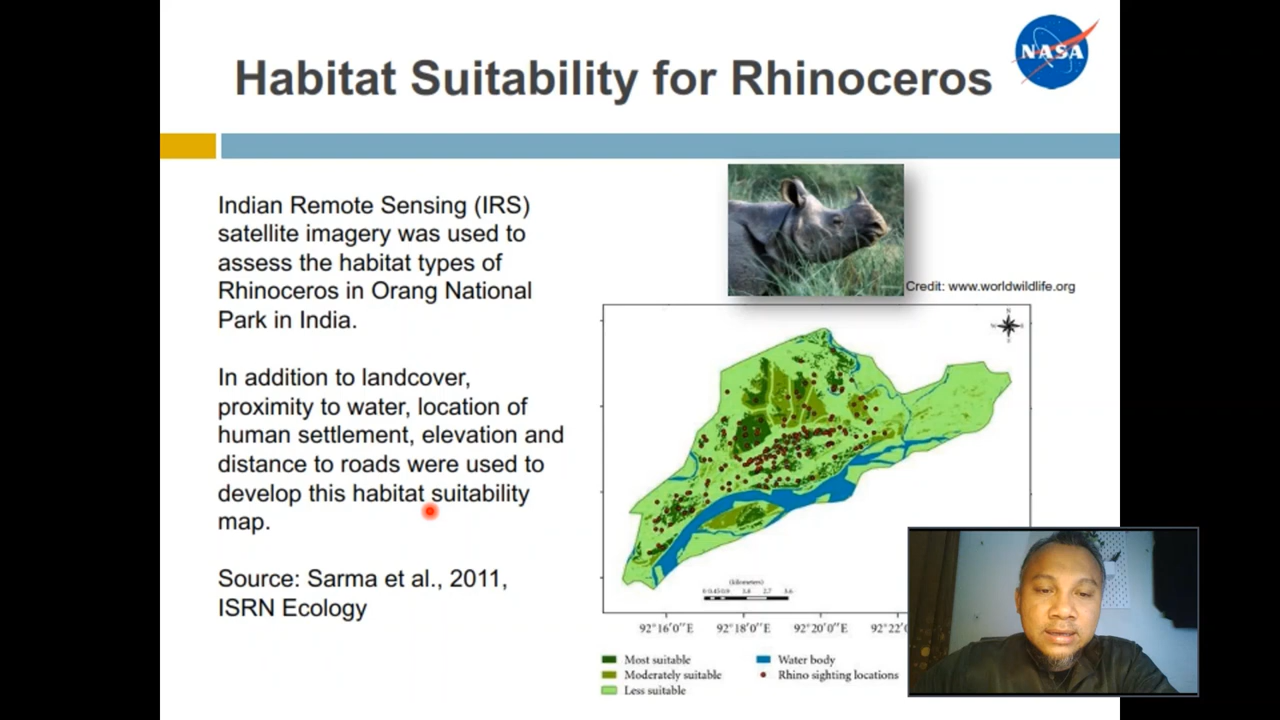 NASA
Habitat Suitability for Rhinoceros
Indian Remote Sensing (IRS)
satellite imagery was used to
assess the habitat types of
Rhinoceros in Orang National
Park in India.
In addition to landcover,
proximity to water, location of
human settlement, elevation and
distance to roads were used to
develop this habitat suitability
map.
Source: Sarma et al., 2011,
ISRN Ecology
Credit: www.worldwildlife.org
N
W
E
S
(kilometers)
92°16′0″E
92°18′0″E
92°20′0″E
Most suitable
Moderately suitable
Less suitable
Water body
Rhino sighting locations